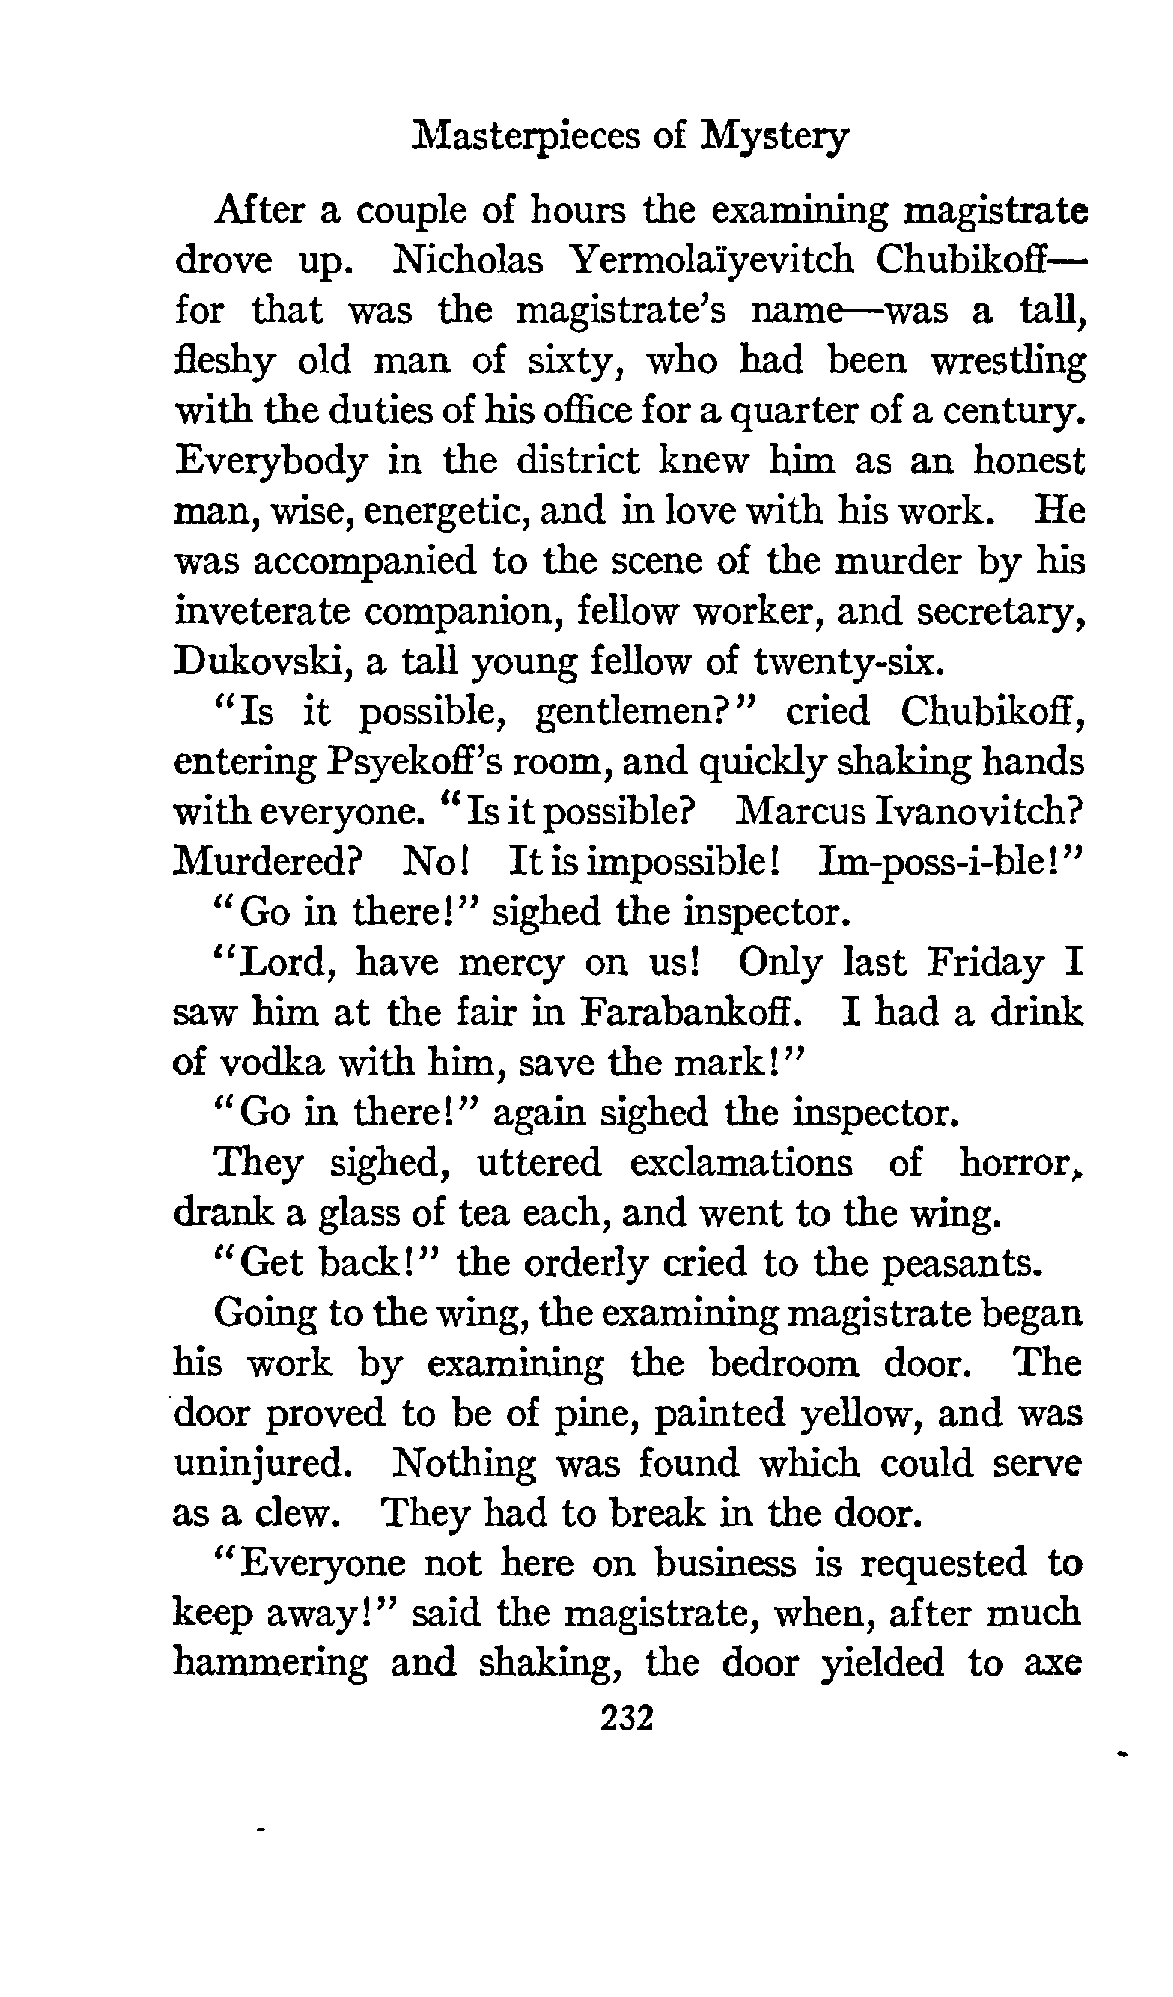 Masterpieces of Mystery
After a couple of hours the examining magistrate
drove up. Nicholas Yermolaïyevitch Chubikoff—
for that was the magistrate's name—was a tall,
fleshy old man of sixty, who had been wrestling
with the duties of his office for a quarter of a century.
Everybody in the district knew him as an honest
man, wise, energetic, and in love with his work. He
was accompanied to the scene of the murder by his
inveterate companion, fellow worker, and secretary,
Dukovski, a tall young fellow of twenty-six.
"Is it possible, gentlemen?" cried Chubikoff,
entering Psyekoff's room, and quickly shaking hands
with everyone. "Is it possible? Marcus Ivanovitch?
Murdered? No! It is impossible! Im-poss-i-ble!"
"Go in there!" sighed the inspector.
"Lord, have mercy on us! Only last Friday I
saw him at the fair in Farabankoff. I had a drink
of vodka with him, save the mark!"
"Go in there!" again sighed the inspector.
They sighed, uttered exclamations of horror,
drank a glass of tea each, and went to the wing.
"Get back!" the orderly cried to the peasants.
Going to the wing, the examining magistrate began
his work by examining the bedroom door. The
door proved to be of pine, painted yellow, and was
uninjured. Nothing was found which could serve
as a clew. They had to break in the door.
"Everyone not here on business is requested to
keep away!" said the magistrate, when, after much
hammering and shaking, the door yielded to axe
232